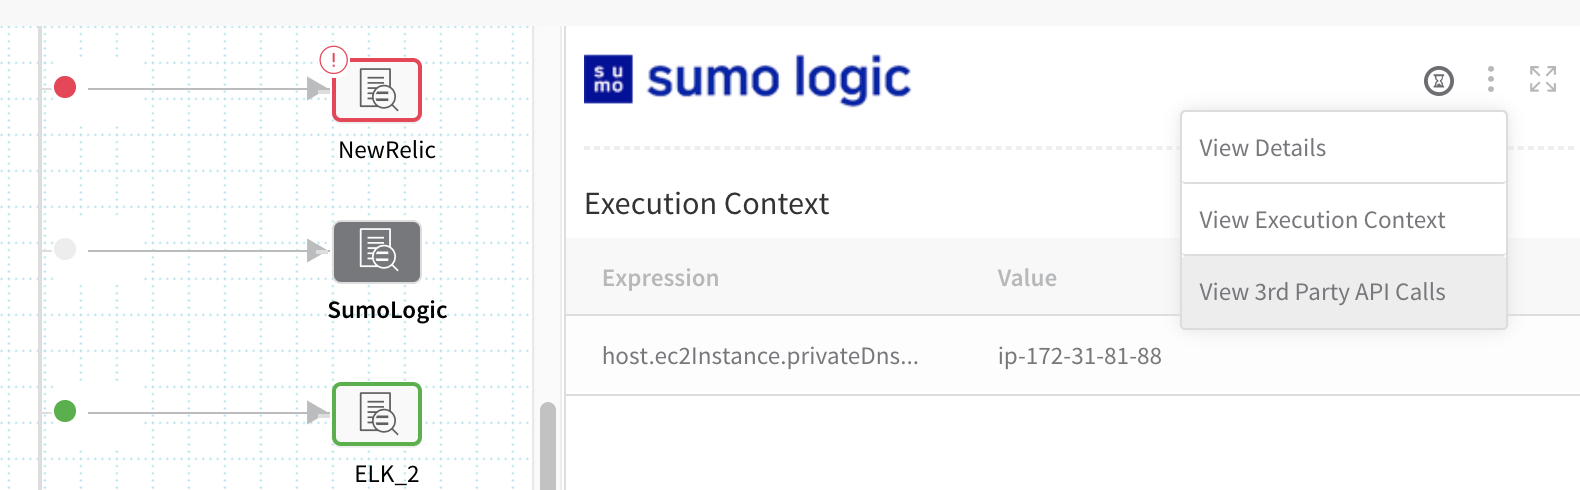 !
NewRelic
SumoLogic
ELK_2
su
mo
sumo logic
View Details
View Execution Context
View 3rd Party API Calls
Execution Context
Expression Value
host.ec2Instance.privateDns... ip-172-31-81-88